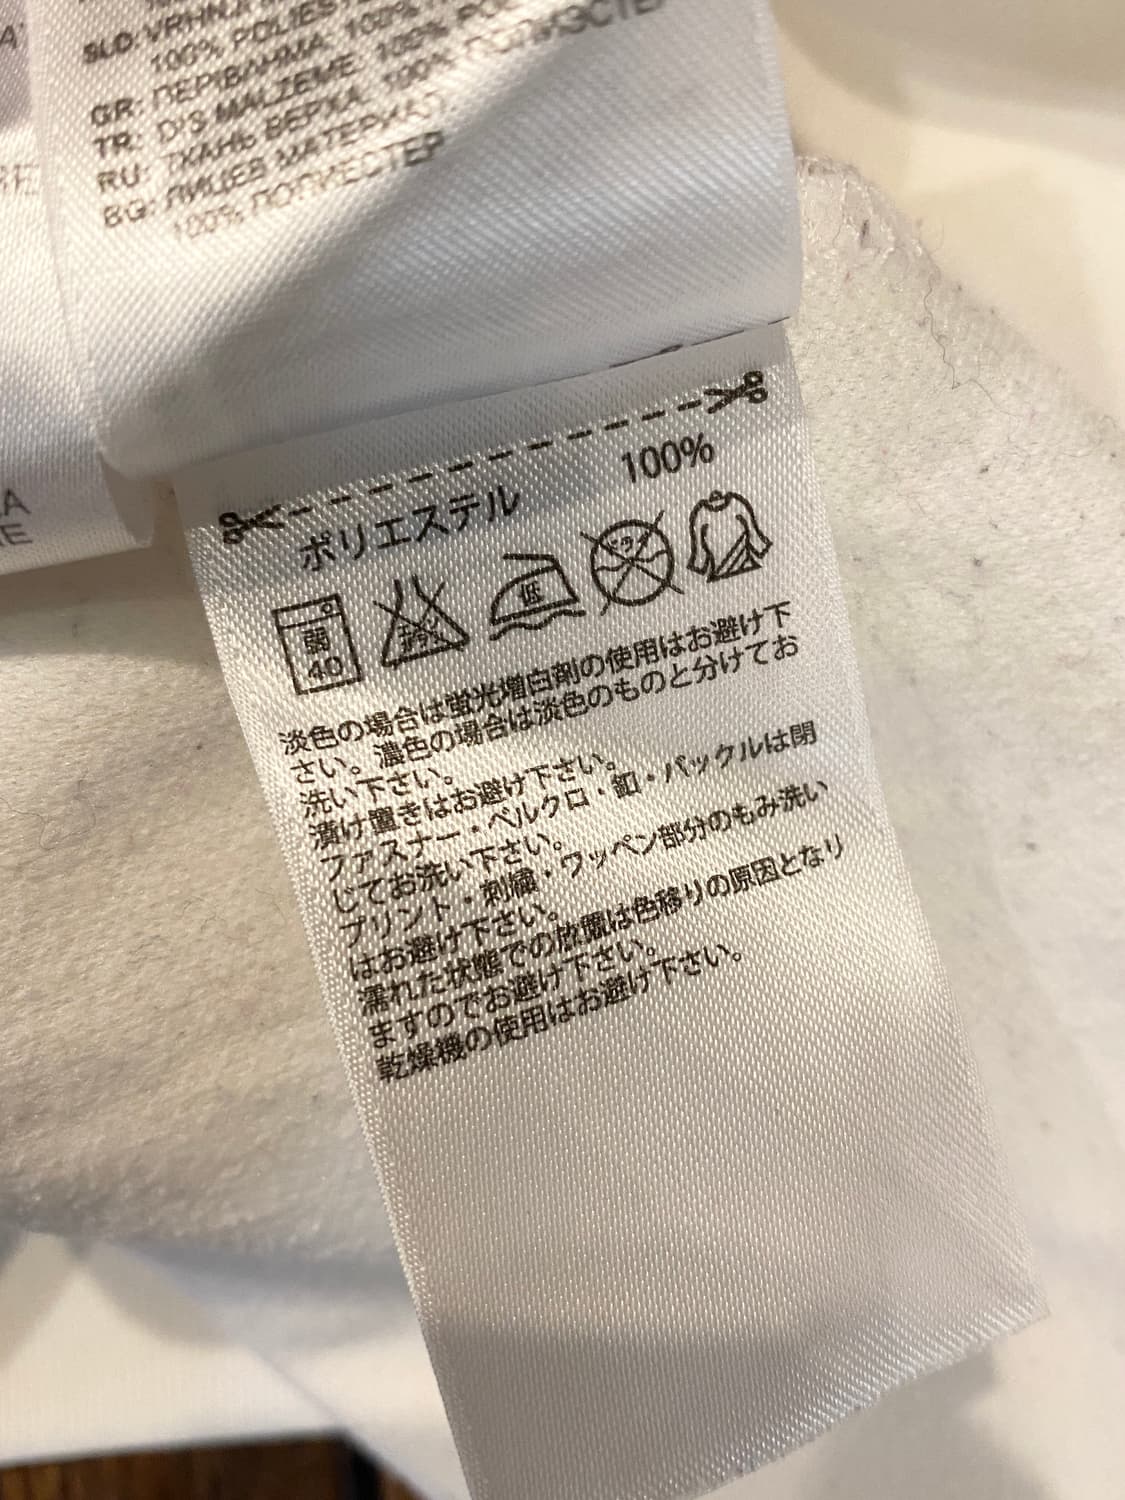 SLO: VRHNJI
100% POLIESTE
GR: ΠΕΡΙΒΛΗΜΑ: 100%
TR: DIS MALZEME: 100% PO
RU: ТКАНЬ ВЕРХА: 100% ПОЛИЭСТЕР
BG: ЛИЦЕВ МАТЕРИАЛ:
100% ПОЛИЕСТЕР
ポリエステル 100%
弱
40
低
淡色の場合は蛍光増白剤の使用はお避け下
さい。濃色の場合は淡色のものと分けてお
洗い下さい。
漬け置きはお避け下さい。
ファスナー・ベルクロ・釦・バックルは閉
じてお洗い下さい。
プリント・刺繍・ワッペン部分のもみ洗い
はお避け下さい。
濡れた状態での放置は色移りの原因となり
ますのでお避け下さい。
乾燥機の使用はお避け下さい。